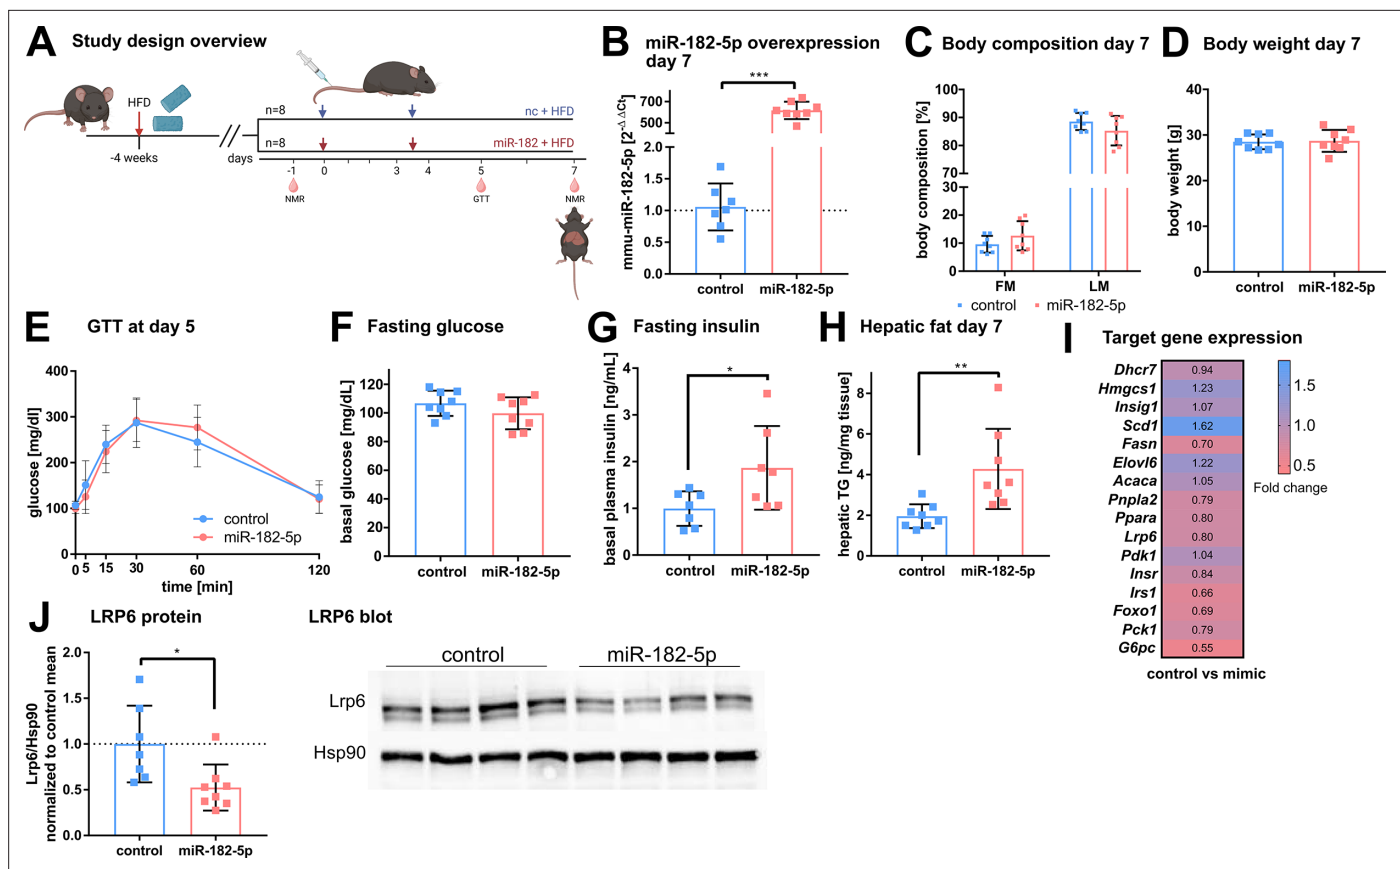 A Study design overview
HFD
-4 weeks
n=8
nc + HFD
n=8
miR-182 + HFD
days
-1 0 3 4 5 7
NMR
GTT
NMR
B miR-182-5p overexpression
day 7
***
mmu-miR-182-5p [2-Δ ΔCt]
700
500
2.0
1.5
1.0
0.5
0.0
control miR-182-5p
C Body composition day 7
body composition [%]
100
90
80
70
30
20
10
0
FM LM
control miR-182-5p
D Body weight day 7
body weight [g]
40
30
20
10
0
control miR-182-5p
E GTT at day 5
glucose [mg/dl]
400
300
200
100
0
control
miR-182-5p
0 5 15 30 60 120
time [min]
F Fasting glucose
basal glucose [mg/dL]
120
100
80
60
40
20
0
control miR-182-5p
G Fasting insulin
*
basal plasma insulin [ng/mL]
4
3
2
1
0
control miR-182-5p
H Hepatic fat day 7
**
hepatic TG [ng/mg tissue]
10
8
6
4
2
0
control miR-182-5p
I Target gene expression
Dhcr7 0.94
Hmgcs1 1.23
Insig1 1.07
Scd1 1.62
Fasn 0.70
Elovl6 1.22
Acaca 1.05
Pnpla2 0.79
Ppara 0.80
Lrp6 0.80
Pdk1 1.04
Insr 0.84
Irs1 0.66
Foxo1 0.69
Pck1 0.79
G6pc 0.55
control vs mimic
1.5
1.0
0.5
Fold change
J LRP6 protein
*
Lrp6/Hsp90
normalized to control mean
2.0
1.5
1.0
0.5
0.0
control miR-182-5p
LRP6 blot
control miR-182-5p
Lrp6
Hsp90